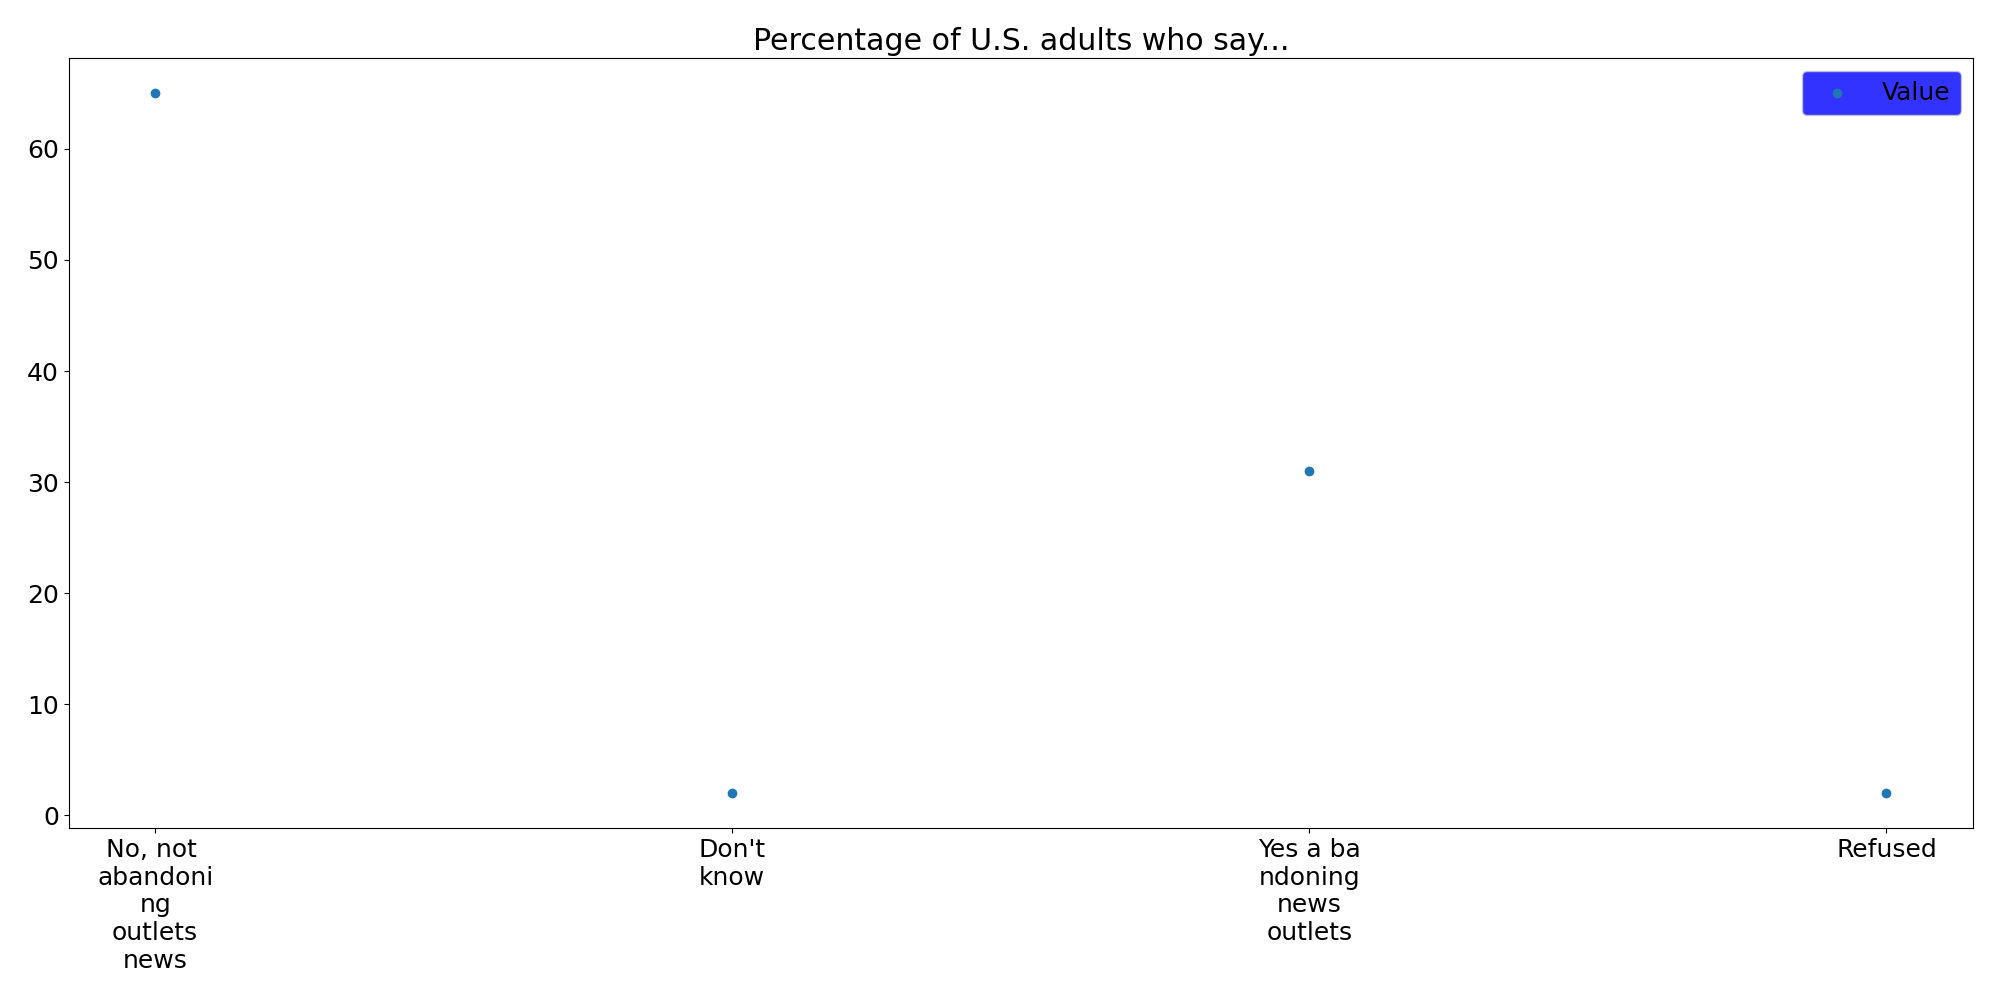 Percentage of U.S. adults who say...
Value
60
50
40
30
20
10
0
No, not
abandoni
ng
outlets
news
Don't
know
Yes a ba
ndoning
news
outlets
Refused